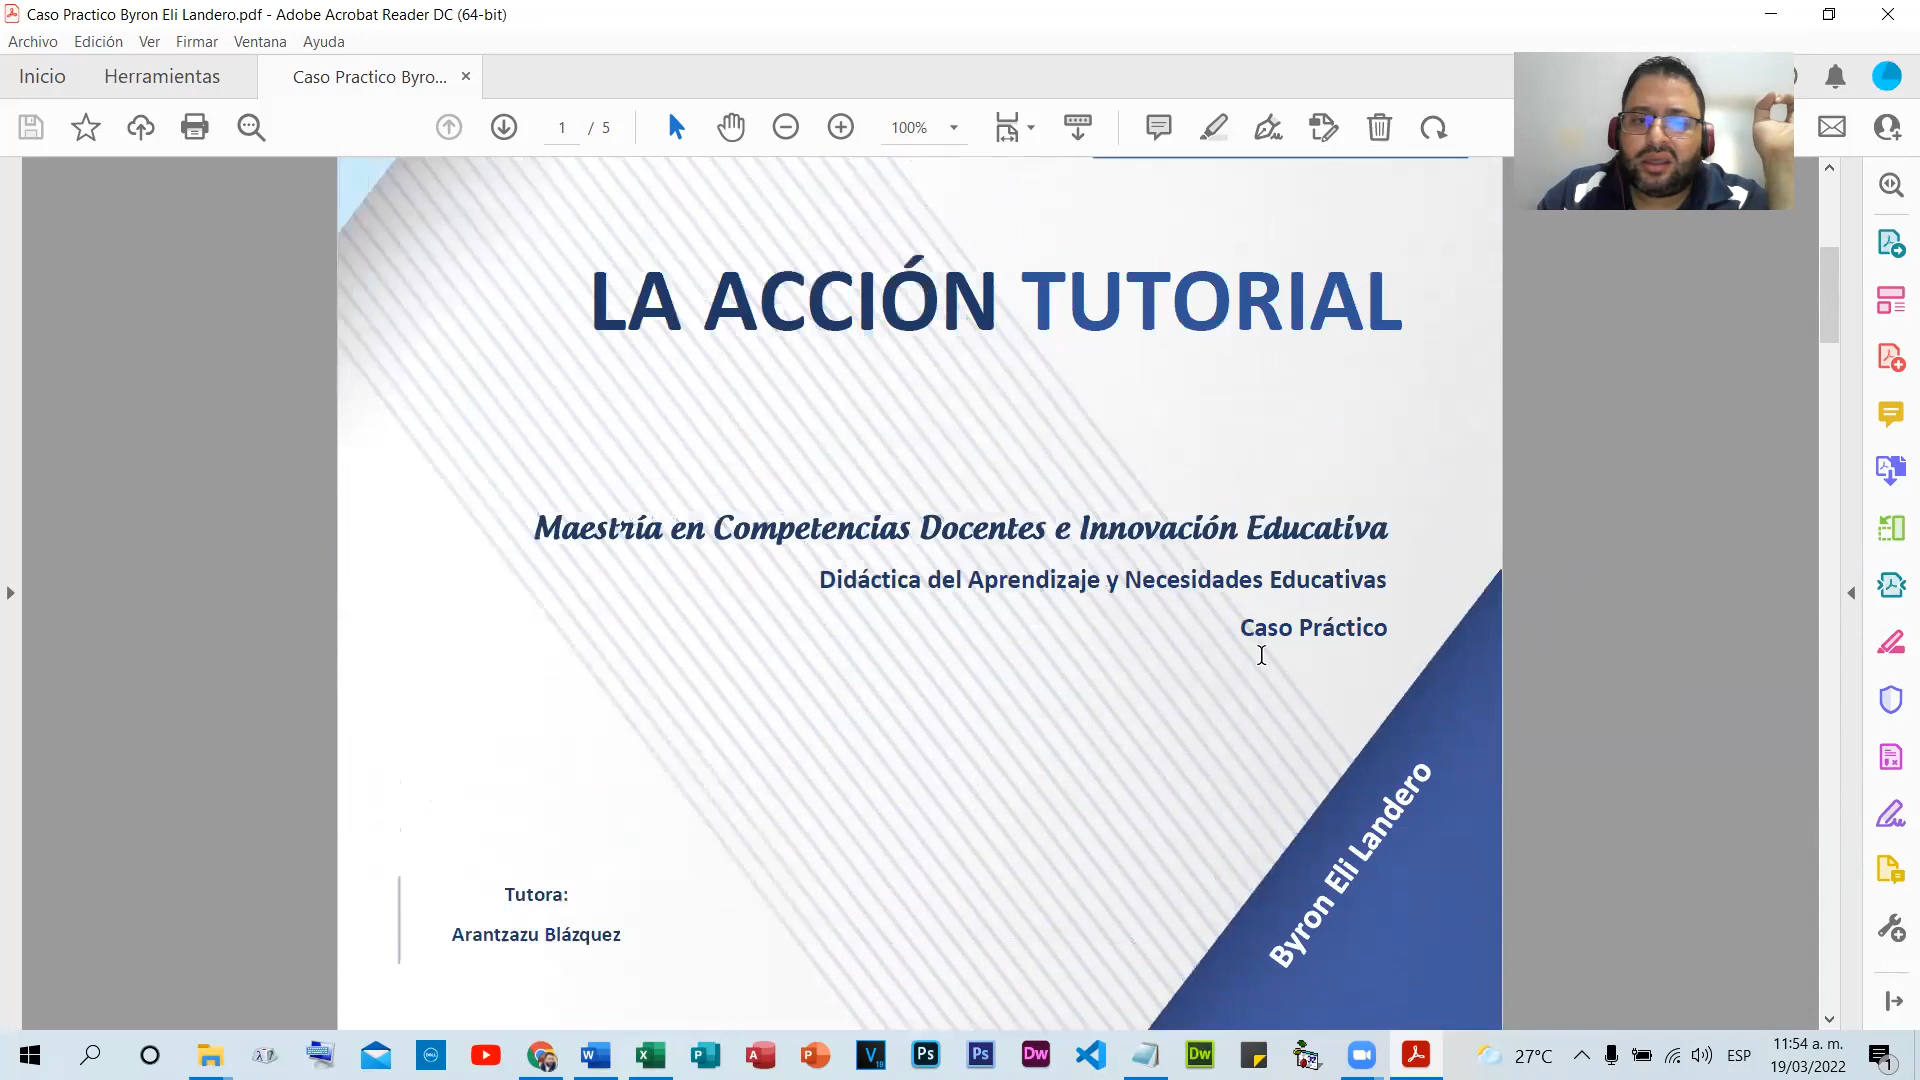 Caso Practico Byron Eli Landero.pdf - Adobe Acrobat Reader DC (64-bit)
Archivo Edición Ver Firmar Ventana Ayuda
Inicio Herramientas Caso Practico Byro... ×
1 / 5 100%
LA ACCIÓN TUTORIAL
Maestría en Competencias Docentes e Innovación Educativa
Didáctica del Aprendizaje y Necesidades Educativas
Caso Práctico
Byron Eli Landero
Tutora:
Arantzazu Blázquez
27°C ESP 11:54 a. m.
19/03/2022